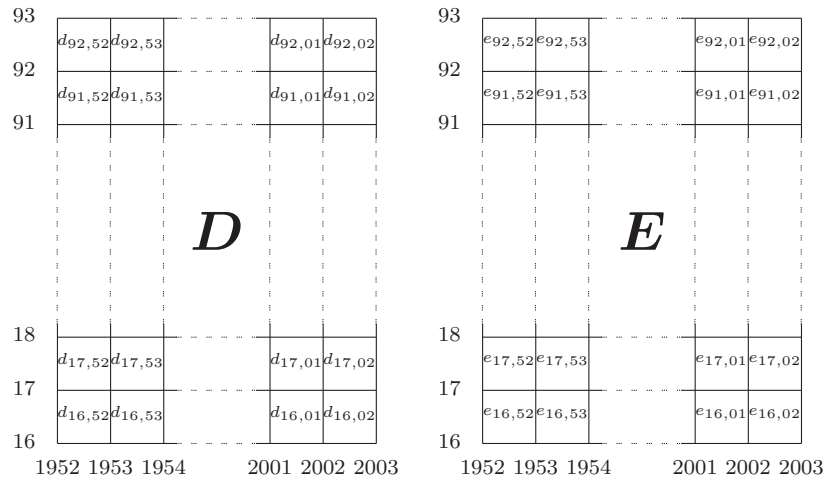 93 93
d92,52 d92,53 d92,01 d92,02 e92,52 e92,53 e92,01 e92,02
92 92
d91,52 d91,53 d91,01 d91,02 e91,52 e91,53 e91,01 e91,02
91 91
D E
18 18
d17,52 d17,53 d17,01 d17,02 e17,52 e17,53 e17,01 e17,02
17 17
d16,52 d16,53 d16,01 d16,02 e16,52 e16,53 e16,01 e16,02
16 16
1952 1953 1954 2001 2002 2003 1952 1953 1954 2001 2002 2003